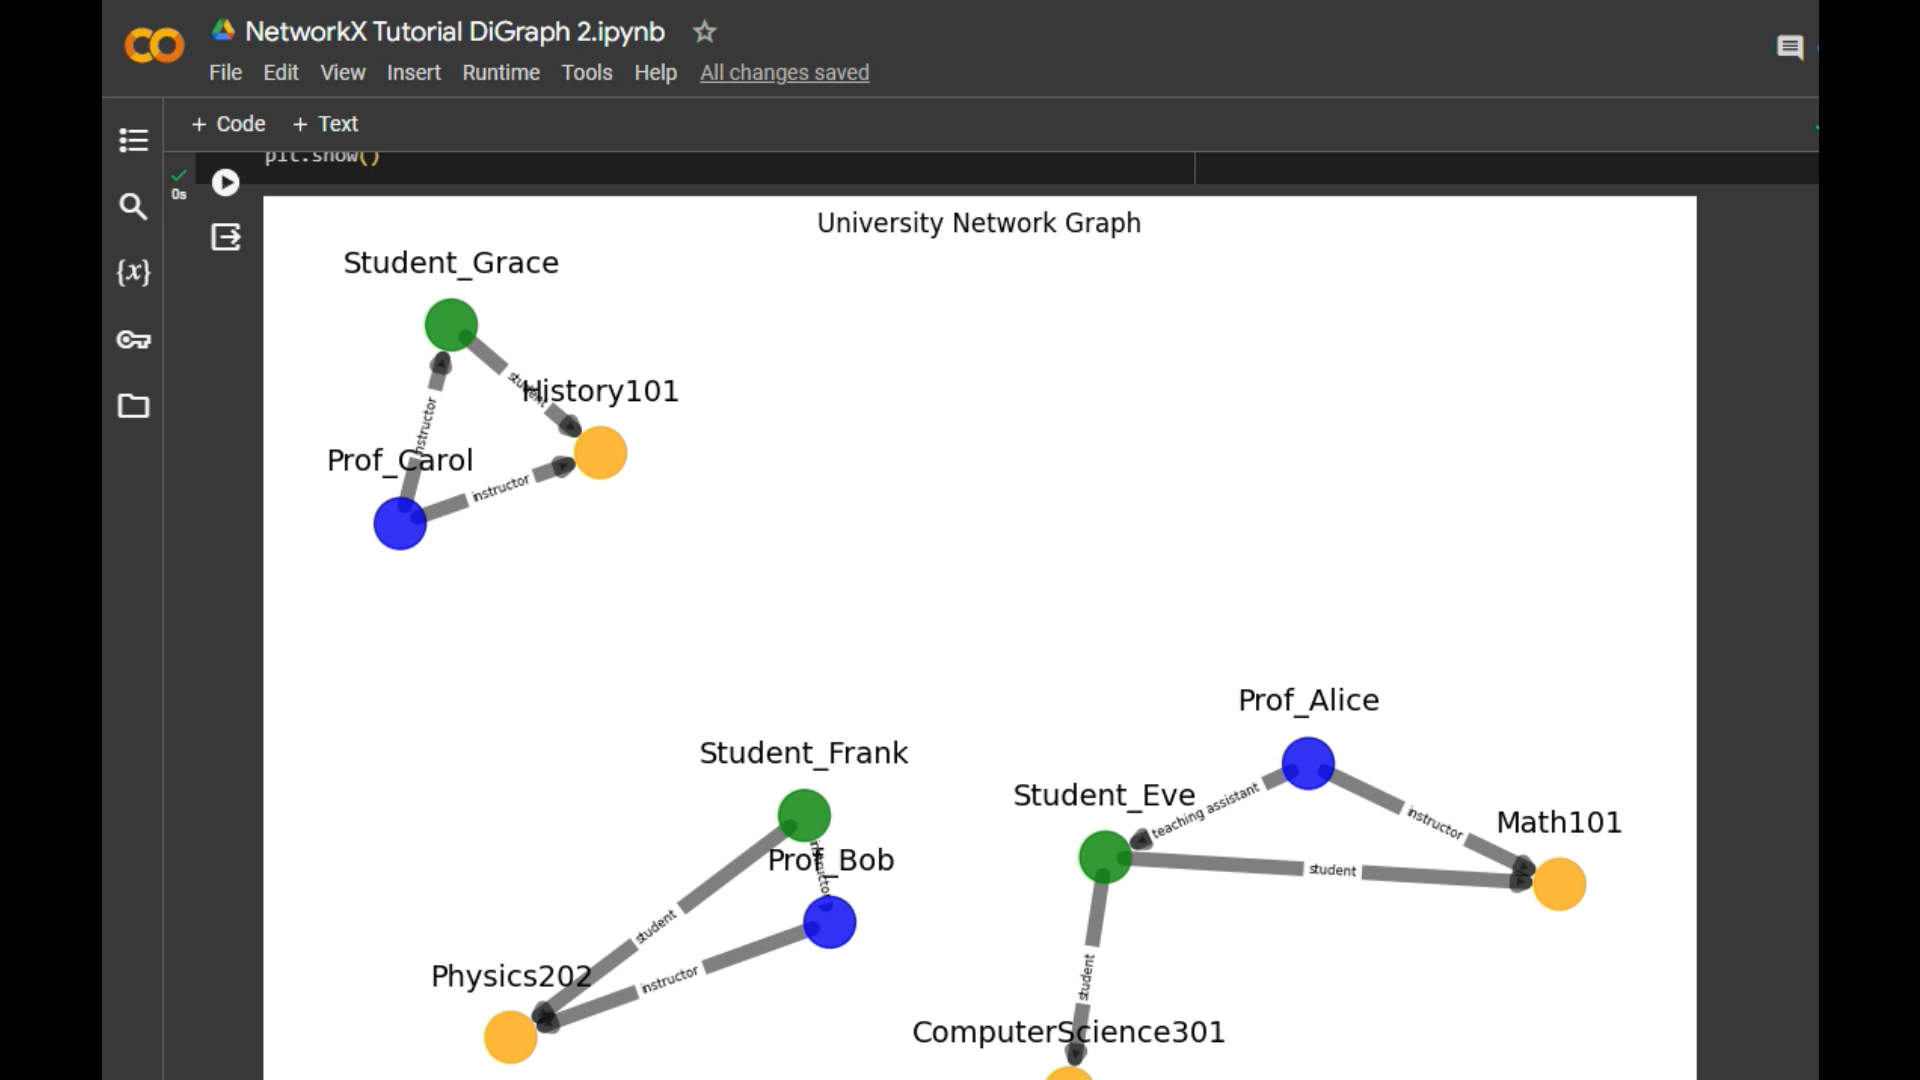 NetworkX Tutorial DiGraph 2.ipynb
File Edit View Insert Runtime Tools Help All changes saved
+ Code + Text
plt.show()
0s
{x}
University Network Graph
Student_Grace
student
History101
instructor
Prof_Carol
instructor
Prof_Alice
Student_Frank
Student_Eve
teaching assistant
instructor
Math101
instructor
Prof_Bob
student
student
Physics202
instructor
student
ComputerScience301